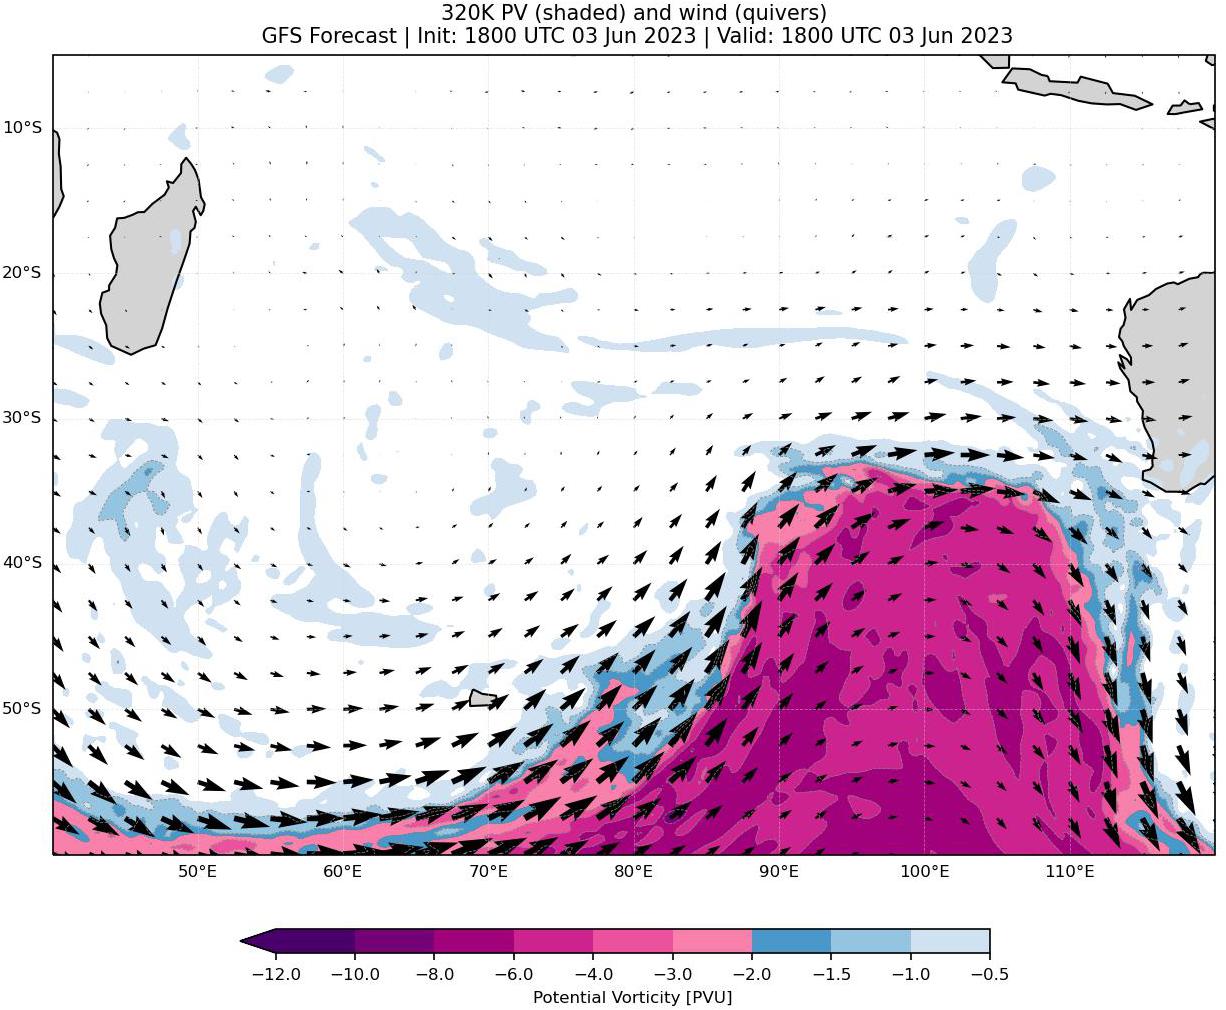 320K PV (shaded) and wind (quivers)
GFS Forecast | Init: 1800 UTC 03 Jun 2023 | Valid: 1800 UTC 03 Jun 2023
10°S
20°S
30°S
40°S
50°S
50°E 60°E 70°E 80°E 90°E 100°E 110°E
−12.0 −10.0 −8.0 −6.0 −4.0 −3.0 −2.0 −1.5 −1.0 −0.5
Potential Vorticity [PVU]